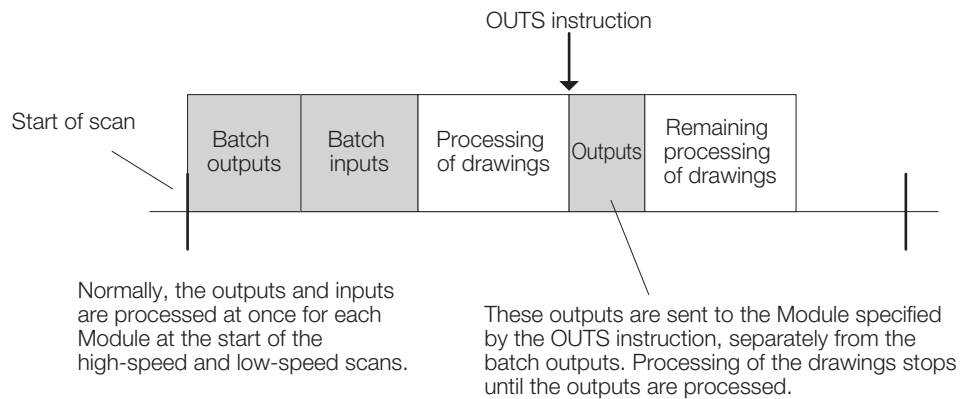 OUTS instruction
Start of scan
Batch
outputs
Batch
inputs
Processing
of drawings
Outputs
Remaining
processing
of drawings
Normally, the outputs and inputs
are processed at once for each
Module at the start of the
high-speed and low-speed scans.
These outputs are sent to the Module specified
by the OUTS instruction, separately from the
batch outputs. Processing of the drawings stops
until the outputs are processed.